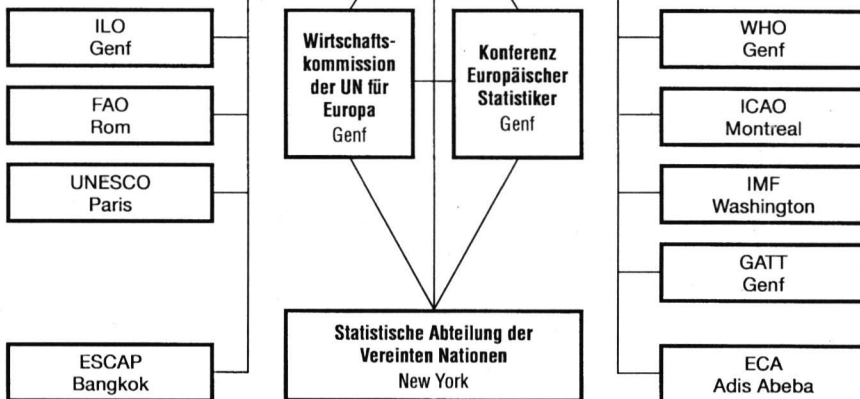 ILO
Genf
FAO
Rom
UNESCO
Paris
ESCAP
Bangkok
Wirtschafts-
kommission
der UN für
Europa
Genf
Konferenz
Europäischer
Statistiker
Genf
Statistische Abteilung der
Vereinten Nationen
New York
WHO
Genf
ICAO
Montreal
IMF
Washington
GATT
Genf
ECA
Adis Abeba